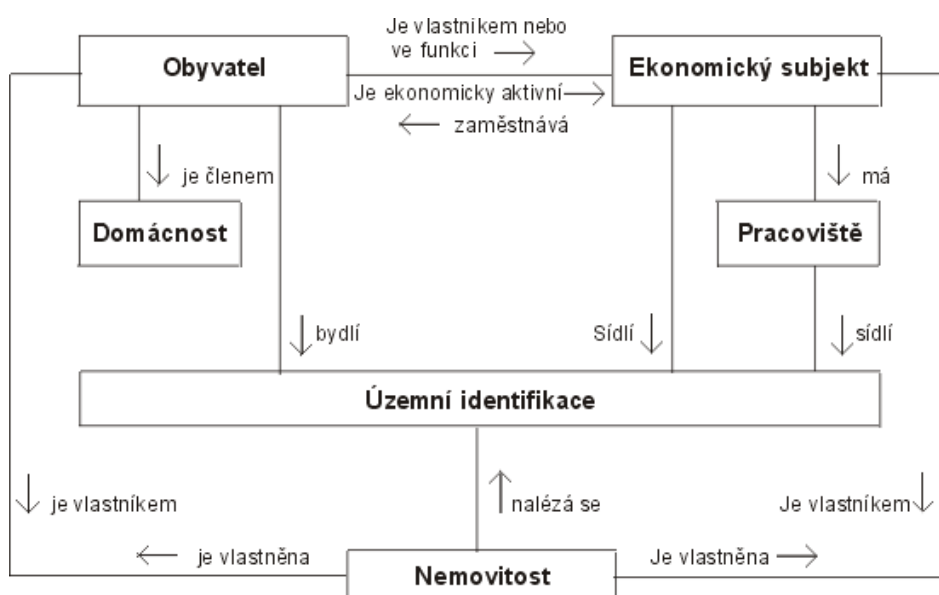 Je vlastníkem nebo
ve funkci
Obyvatel
Ekonomický subjekt
Je ekonomicky aktivní
zaměstnává
je členem
má
Domácnost
Pracoviště
bydlí
Sídlí
sídlí
Územní identifikace
je vlastníkem
nalézá se
Je vlastníkem
je vlastněna
Je vlastněna
Nemovitost